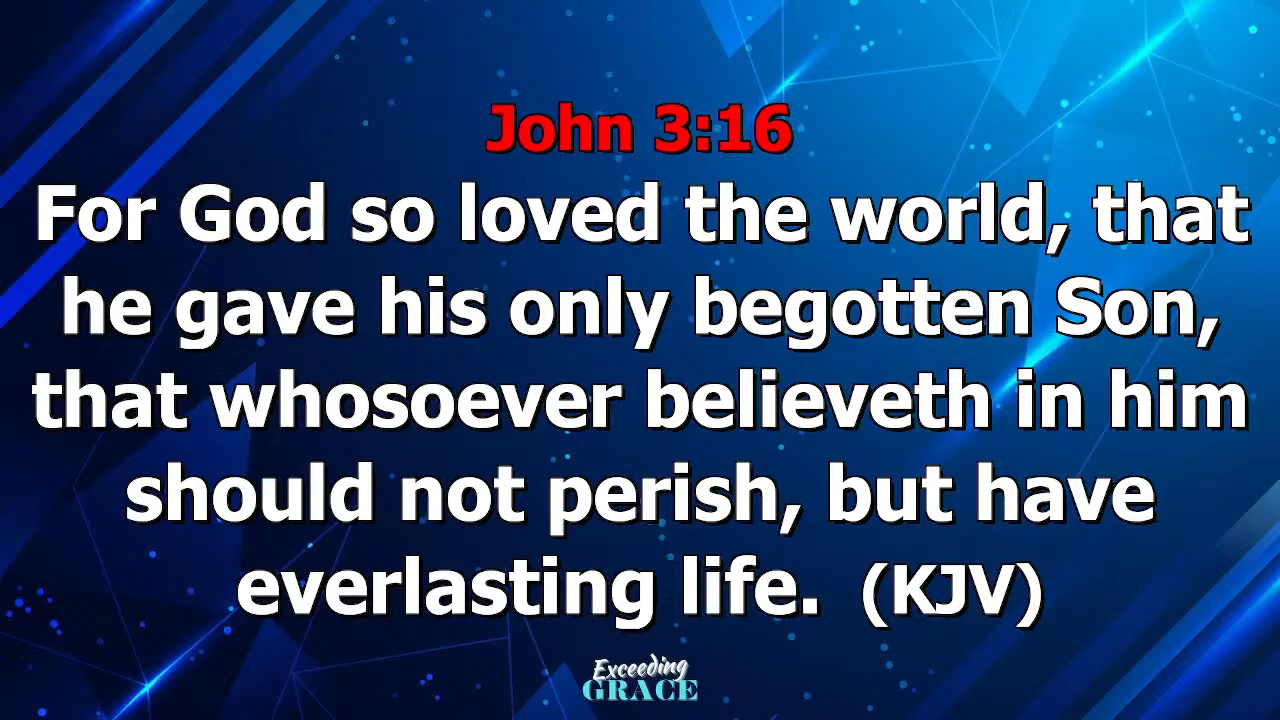 John 3:16
For God so loved the world, that
he gave his only begotten Son,
that whosoever believeth in him
should not perish, but have
everlasting life.  (KJV)
Exceeding
GRACE